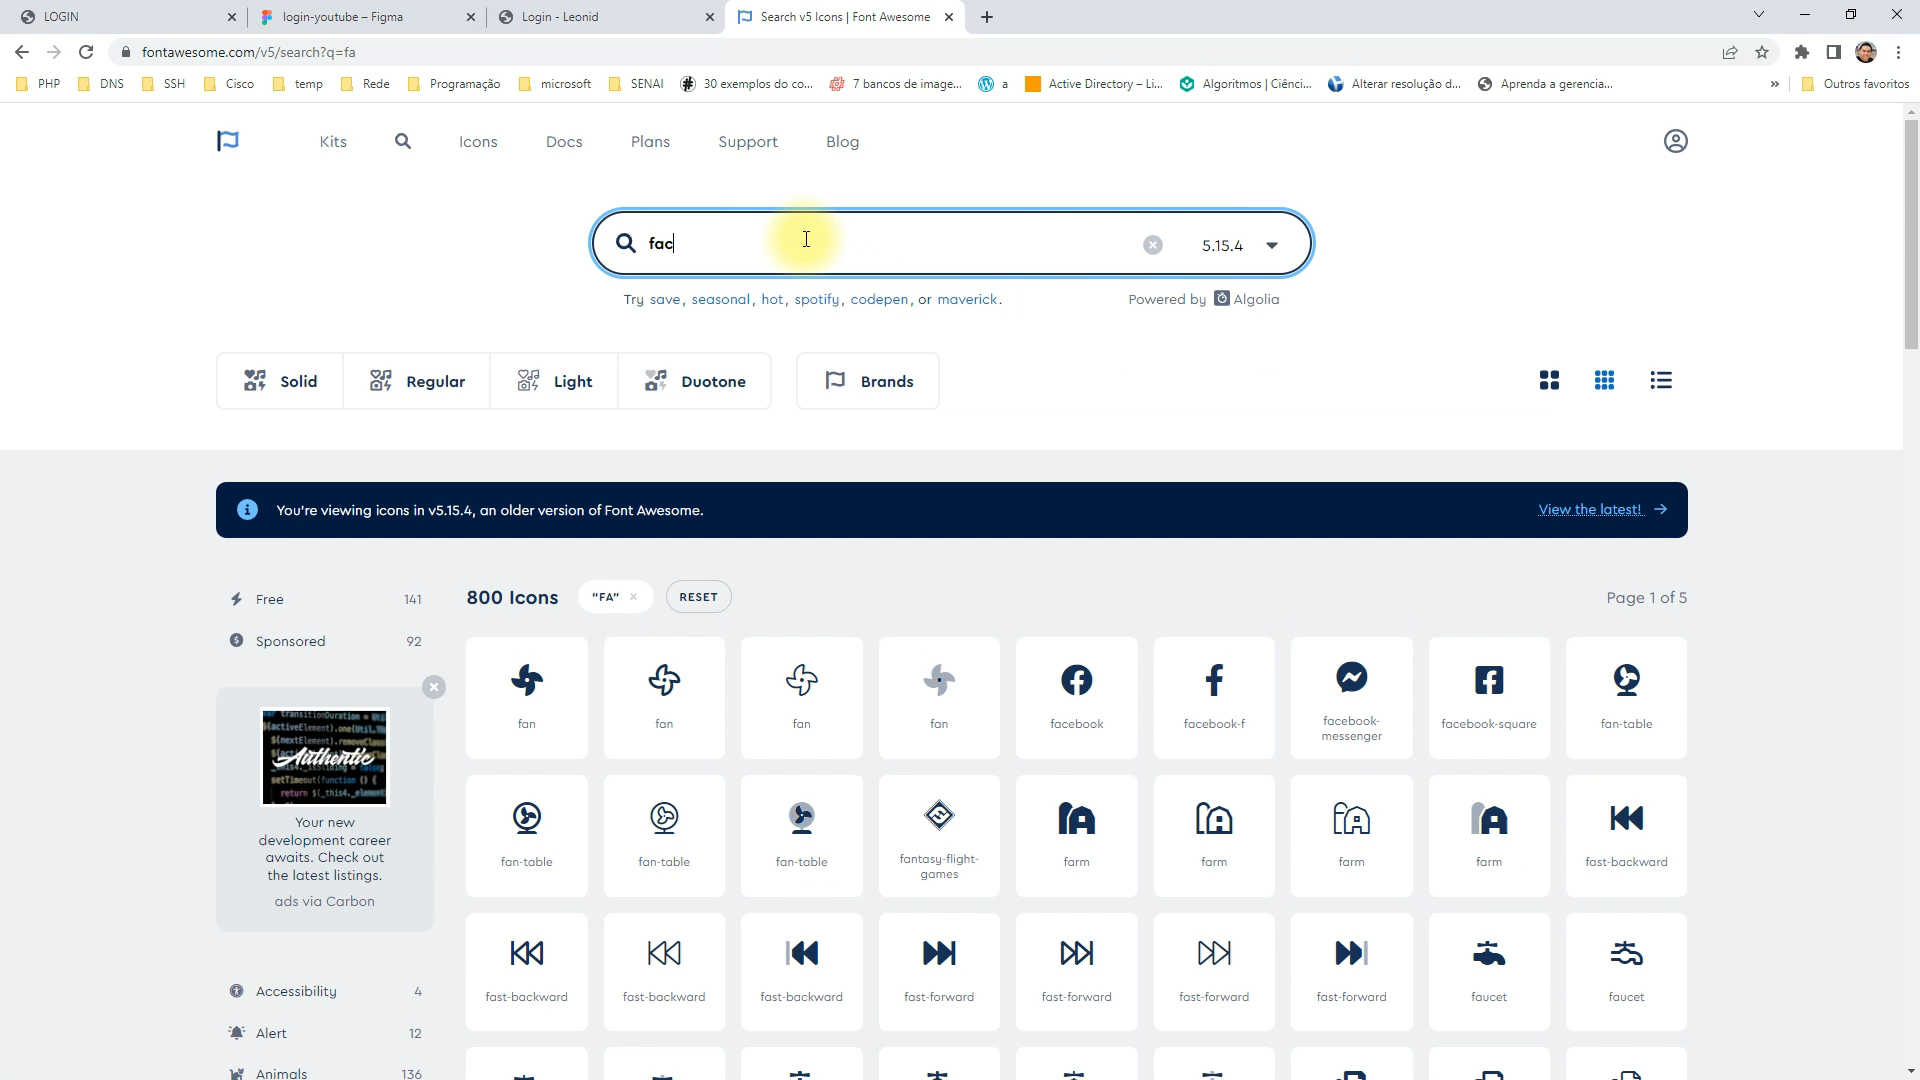 LOGIN
login-youtube – Figma
Login - Leonid
Search v5 Icons | Font Awesome
fontawesome.com/v5/search?q=fa
PHP
DNS
SSH
Cisco
temp
Rede
Programação
microsoft
SENAI
30 exemplos do co...
7 bancos de image...
a
Active Directory – Li...
Algoritmos | Ciênci...
Alterar resolução d...
Aprenda a gerencia...
»
Outros favoritos
Kits
Icons
Docs
Plans
Support
Blog
fac
5.15.4
Try save, seasonal, hot, spotify, codepen, or maverick.
Powered by Algolia
Solid
Regular
Light
Duotone
Brands
You're viewing icons in v5.15.4, an older version of Font Awesome.
View the latest!
Free 141
Sponsored 92
800 Icons
“FA” ×
RESET
Page 1 of 5
Authentic
Your new
development career
awaits. Check out
the latest listings.
ads via Carbon
Accessibility 4
Alert 12
Animals 136
fan
fan
fan
fan
facebook
facebook-f
facebook-
messenger
facebook-square
fan-table
fan-table
fan-table
fan-table
fantasy-flight-
games
farm
farm
farm
farm
fast-backward
fast-backward
fast-backward
fast-backward
fast-forward
fast-forward
fast-forward
fast-forward
faucet
faucet